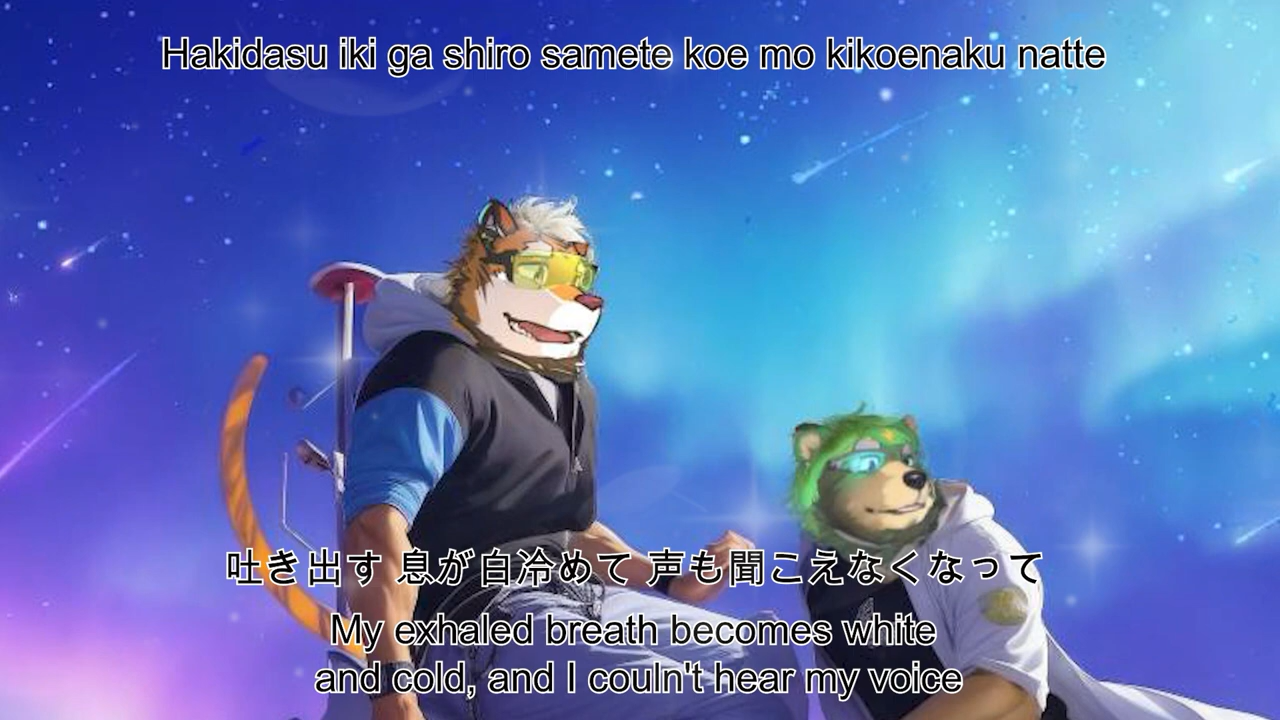 Hakidasu iki ga shiro samete koe mo kikoenaku natte
吐き出す 息が白冷めて 声も聞こえなくなって
My exhaled breath becomes white
and cold, and I couln't hear my voice